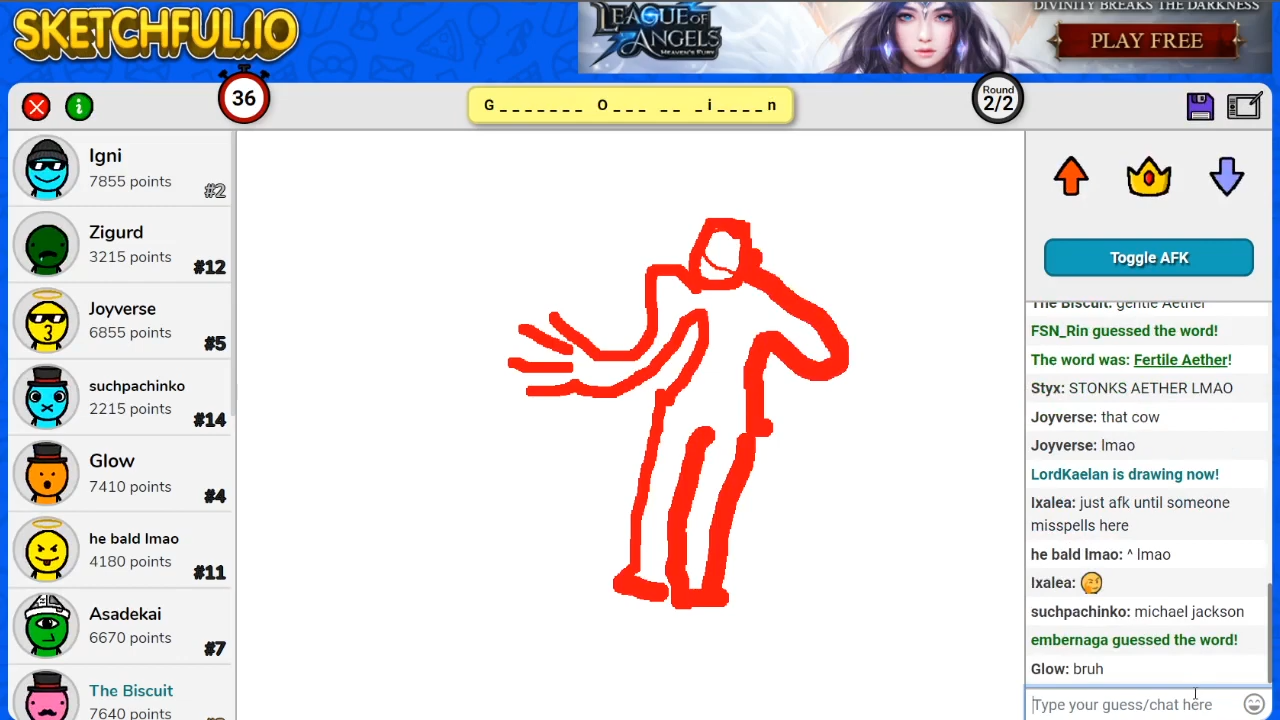 SKETCHFUL.IO
LEAGUE OF
ANGELS
HEAVEN'S FURY
DIVINITY BREAKS THE DARKNESS
PLAY FREE
36
G _ _ _ _ _ _ _ O _ _ _ _ _ _ i _ _ _ _ n
Round
2/2
Igni
7855 points
#2
Zigurd
3215 points
#12
Joyverse
6855 points
#5
suchpachinko
2215 points
#14
Glow
7410 points
#4
he bald lmao
4180 points
#11
Asadekai
6670 points
#7
The Biscuit
7640 points
Toggle AFK
The Biscuit: gentle Aether
FSN_Rin guessed the word!
The word was: Fertile Aether!
Styx: STONKS AETHER LMAO
Joyverse: that cow
Joyverse: lmao
LordKaelan is drawing now!
Ixalea: just afk until someone
misspells here
he bald lmao: ^ lmao
Ixalea:
suchpachinko: michael jackson
embernaga guessed the word!
Glow: bruh
Type your guess/chat here